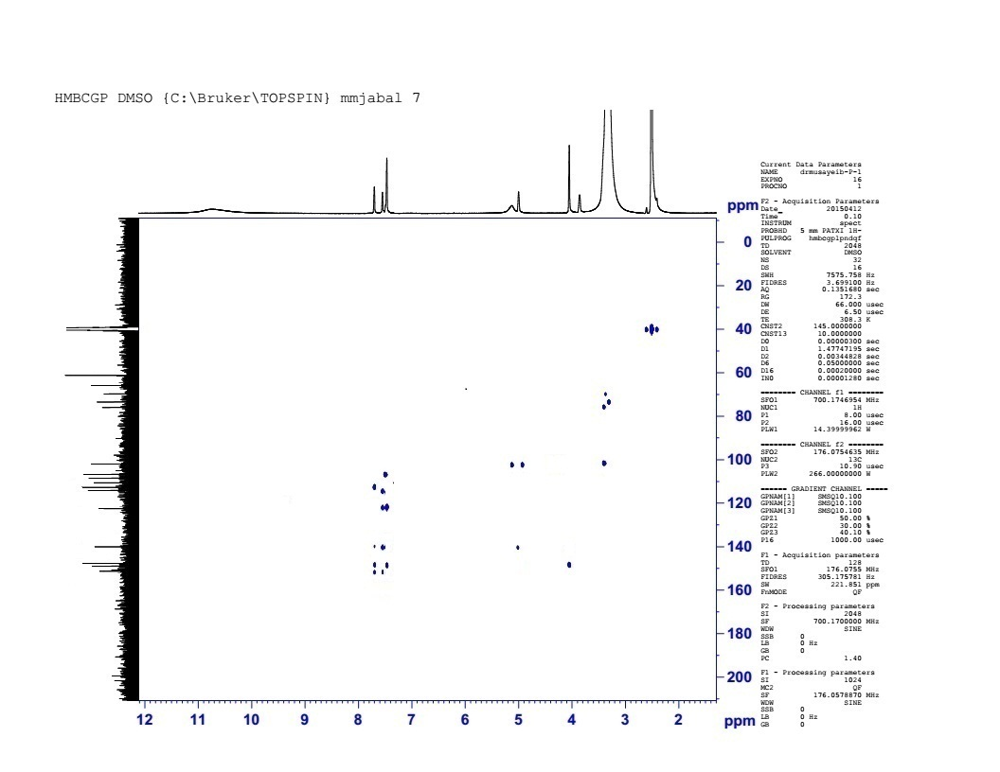 HMBCGP DMSO {C:\Bruker\TOPSPIN} mmjabal 7
ppm
0
20
40
60
80
100
120
140
160
180
200
12 11 10 9 8 7 6 5 4 3 2 ppm
Current Data Parameters
NAME drmusayeib-P-1
EXPNO 16
PROCNO 1
F2 - Acquisition Parameters
Date_ 20150412
Time 0.10
INSTRUM spect
PROBHD 5 mm PATXI 1H-
PULPROG hmbcgplpndqf
TD 2048
SOLVENT DMSO
NS 32
DS 16
SWH 7575.758 Hz
FIDRES 3.699100 Hz
AQ 0.1351680 sec
RG 172.3
DW 66.000 usec
DE 6.50 usec
TE 308.3 K
CNST2 145.0000000
CNST13 10.0000000
D0 0.00000300 sec
D1 1.47747195 sec
D2 0.00344828 sec
D6 0.05000000 sec
D16 0.00020000 sec
IN0 0.00001280 sec
======== CHANNEL f1 ========
SFO1 700.1746954 MHz
NUC1 1H
P1 8.00 usec
P2 16.00 usec
PLW1 14.39999962 W
======== CHANNEL f2 ========
SFO2 176.0754635 MHz
NUC2 13C
P3 10.90 usec
PLW2 266.00000000 W
====== GRADIENT CHANNEL =====
GPNAM[1] SMSQ10.100
GPNAM[2] SMSQ10.100
GPNAM[3] SMSQ10.100
GPZ1 50.00 %
GPZ2 30.00 %
GPZ3 40.10 %
P16 1000.00 usec
F1 - Acquisition parameters
TD 128
SFO1 176.0755 MHz
FIDRES 305.175781 Hz
SW 221.851 ppm
FnMODE QF
F2 - Processing parameters
SI 2048
SF 700.1700000 MHz
WDW SINE
SSB 0
LB 0 Hz
GB 0
PC 1.40
F1 - Processing parameters
SI 1024
MC2 QF
SF 176.0578870 MHz
WDW SINE
SSB 0
LB 0 Hz
GB 0